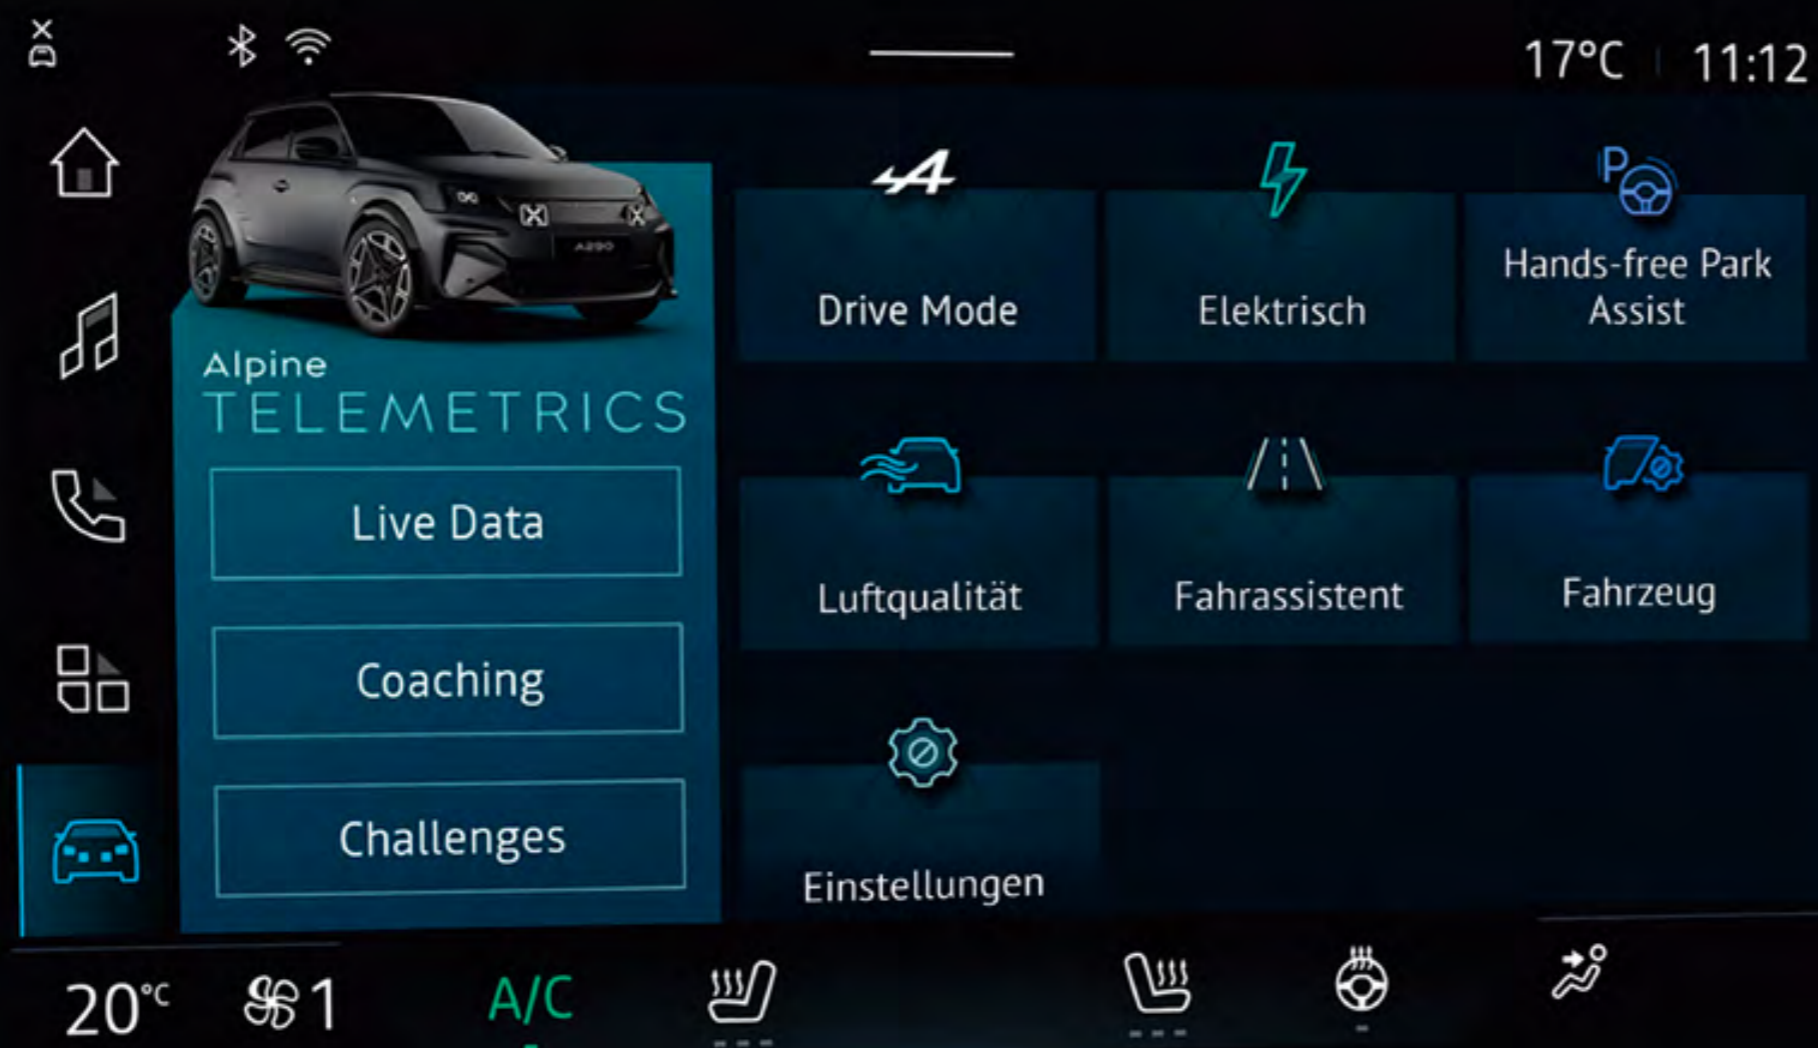 17°C 11:12
A290
Alpine
TELEMETRICS
Live Data
Coaching
Challenges
Drive Mode
Elektrisch
P
Hands-free Park
Assist
Luftqualität
Fahrassistent
Fahrzeug
Einstellungen
20°C 1 A/C